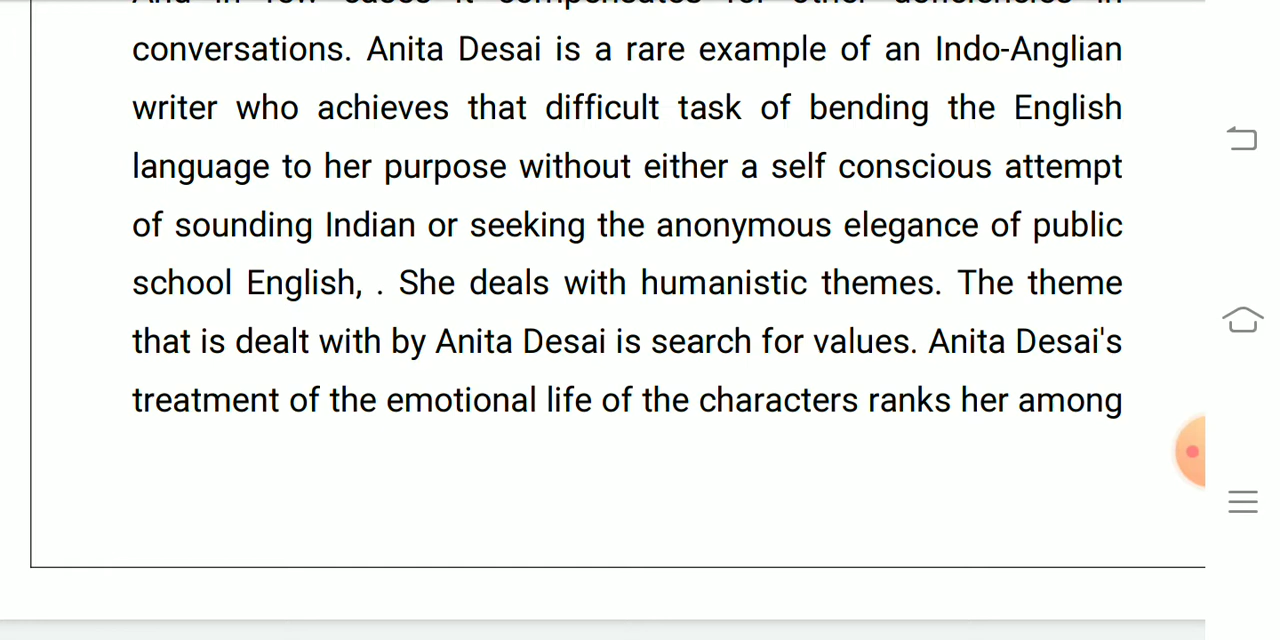 conversations. Anita Desai is a rare example of an Indo-Anglian
writer who achieves that difficult task of bending the English
language to her purpose without either a self conscious attempt
of sounding Indian or seeking the anonymous elegance of public
school English, . She deals with humanistic themes. The theme
that is dealt with by Anita Desai is search for values. Anita Desai's
treatment of the emotional life of the characters ranks her among